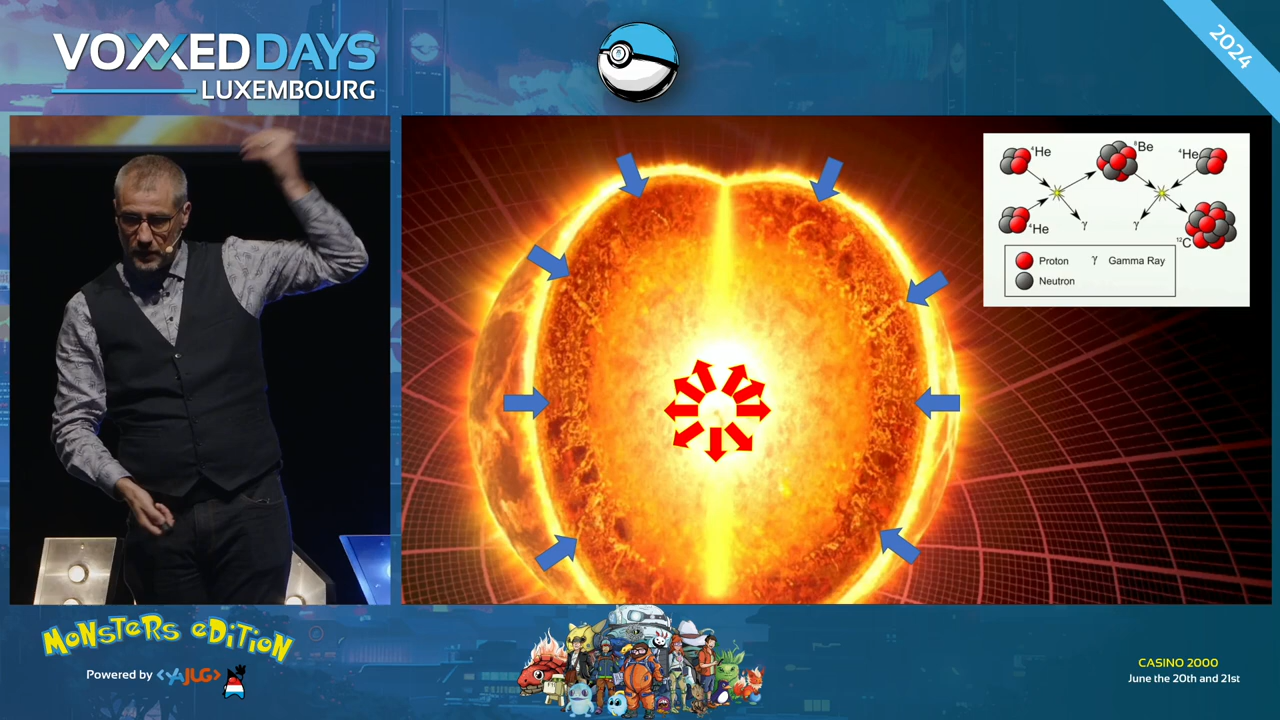 VOXXEDDAYS
LUXEMBOURG
2024
⁴He
⁸Be
⁴He
⁴He
γ
γ
¹²C
Proton
γ Gamma Ray
Neutron
MONSTERS EDITION
Powered by <YAJUG>
CASINO 2000
June the 20th and 21st